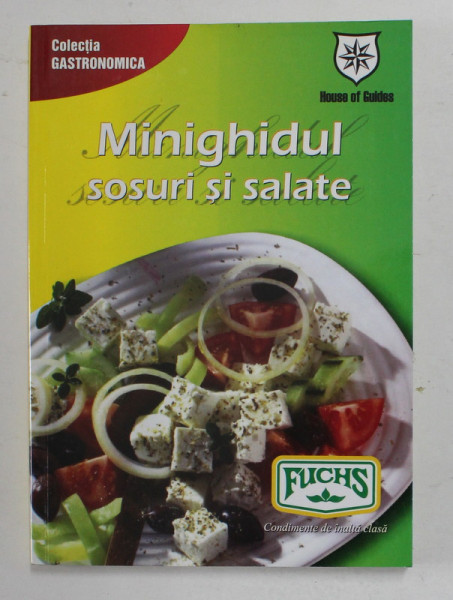 Colecția
GASTRONOMICA
House of Guides
Minighidul
sosuri și salate
FUCHS
Condimente de înaltă clasă